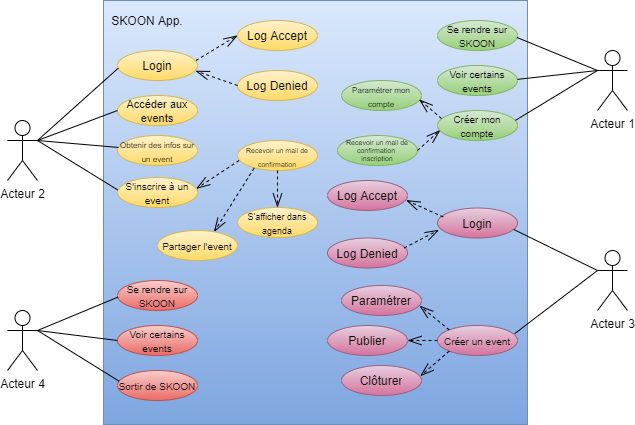 SKOON App.
Log Accept
Login
Log Denied
Accéder aux
events
Obtenir des infos sur
un event
Recevoir un mail de
confirmation
S'inscrire à un
event
S'afficher dans
agenda
Partager l'event
Acteur 2
Se rendre sur
SKOON
Voir certains
events
Paramétrer mon
compte
Créer mon
compte
Recevoir un mail de
confirmation
inscription
Acteur 1
Log Accept
Login
Log Denied
Paramétrer
Publier
Créer un event
Clôturer
Acteur 3
Se rendre sur
SKOON
Voir certains
events
Sortir de SKOON
Acteur 4